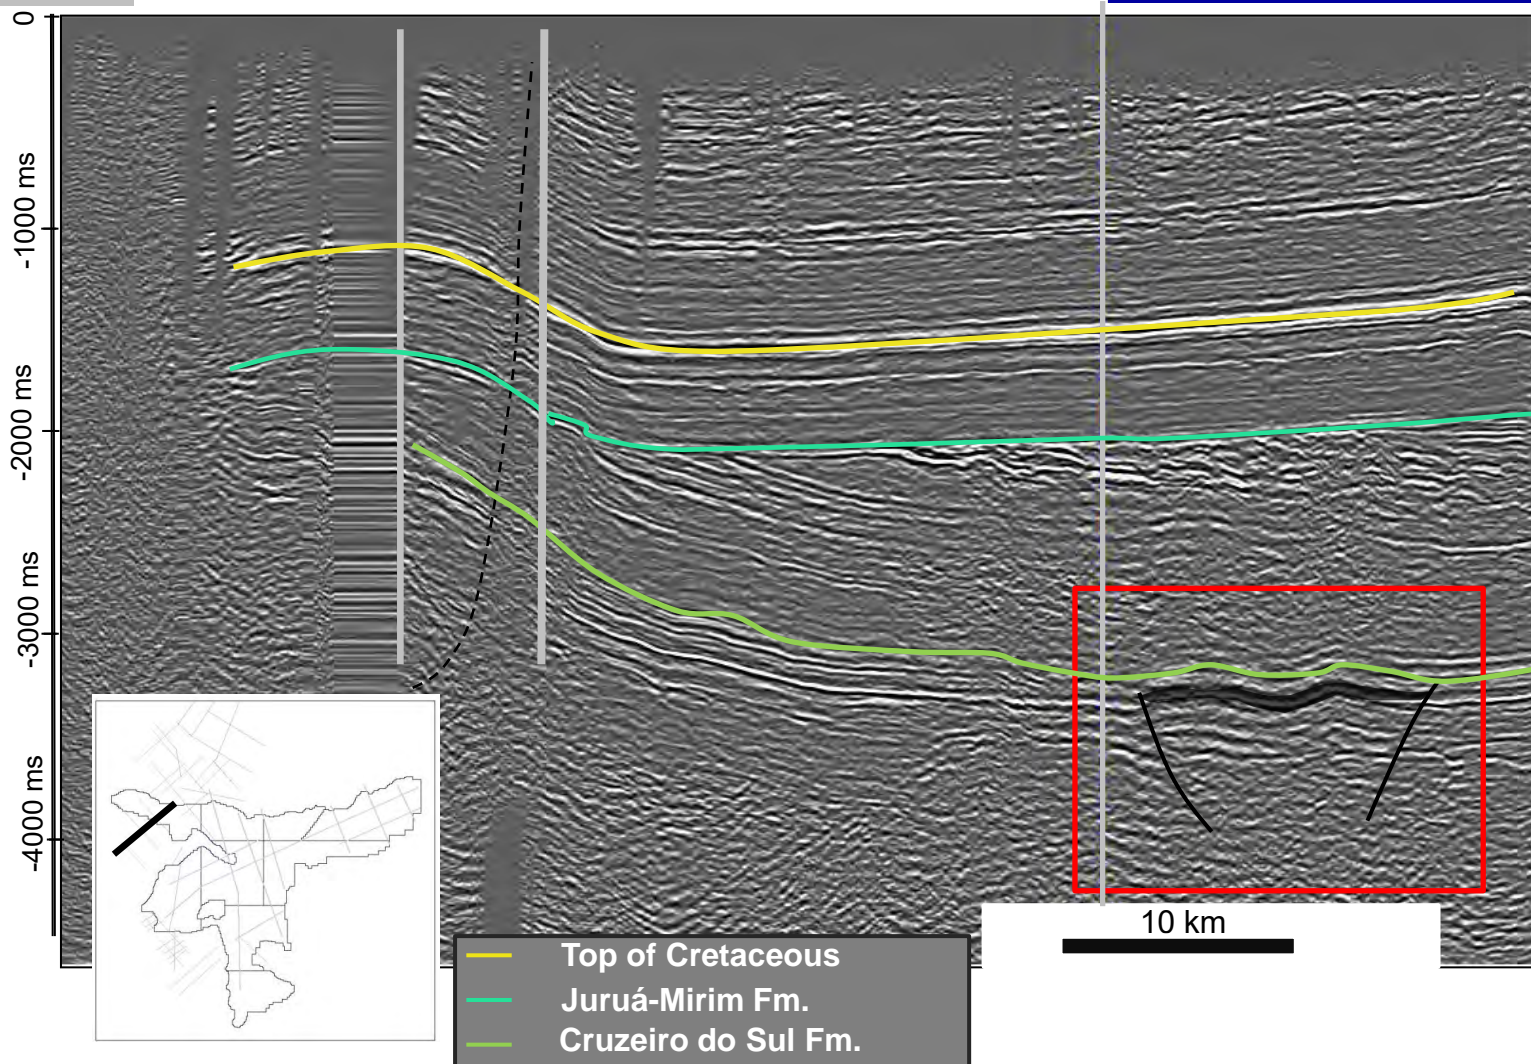 0
-1000 ms
-2000 ms
-3000 ms
-4000 ms
10 km
Top of Cretaceous
Juruá-Mirim Fm.
Cruzeiro do Sul Fm.